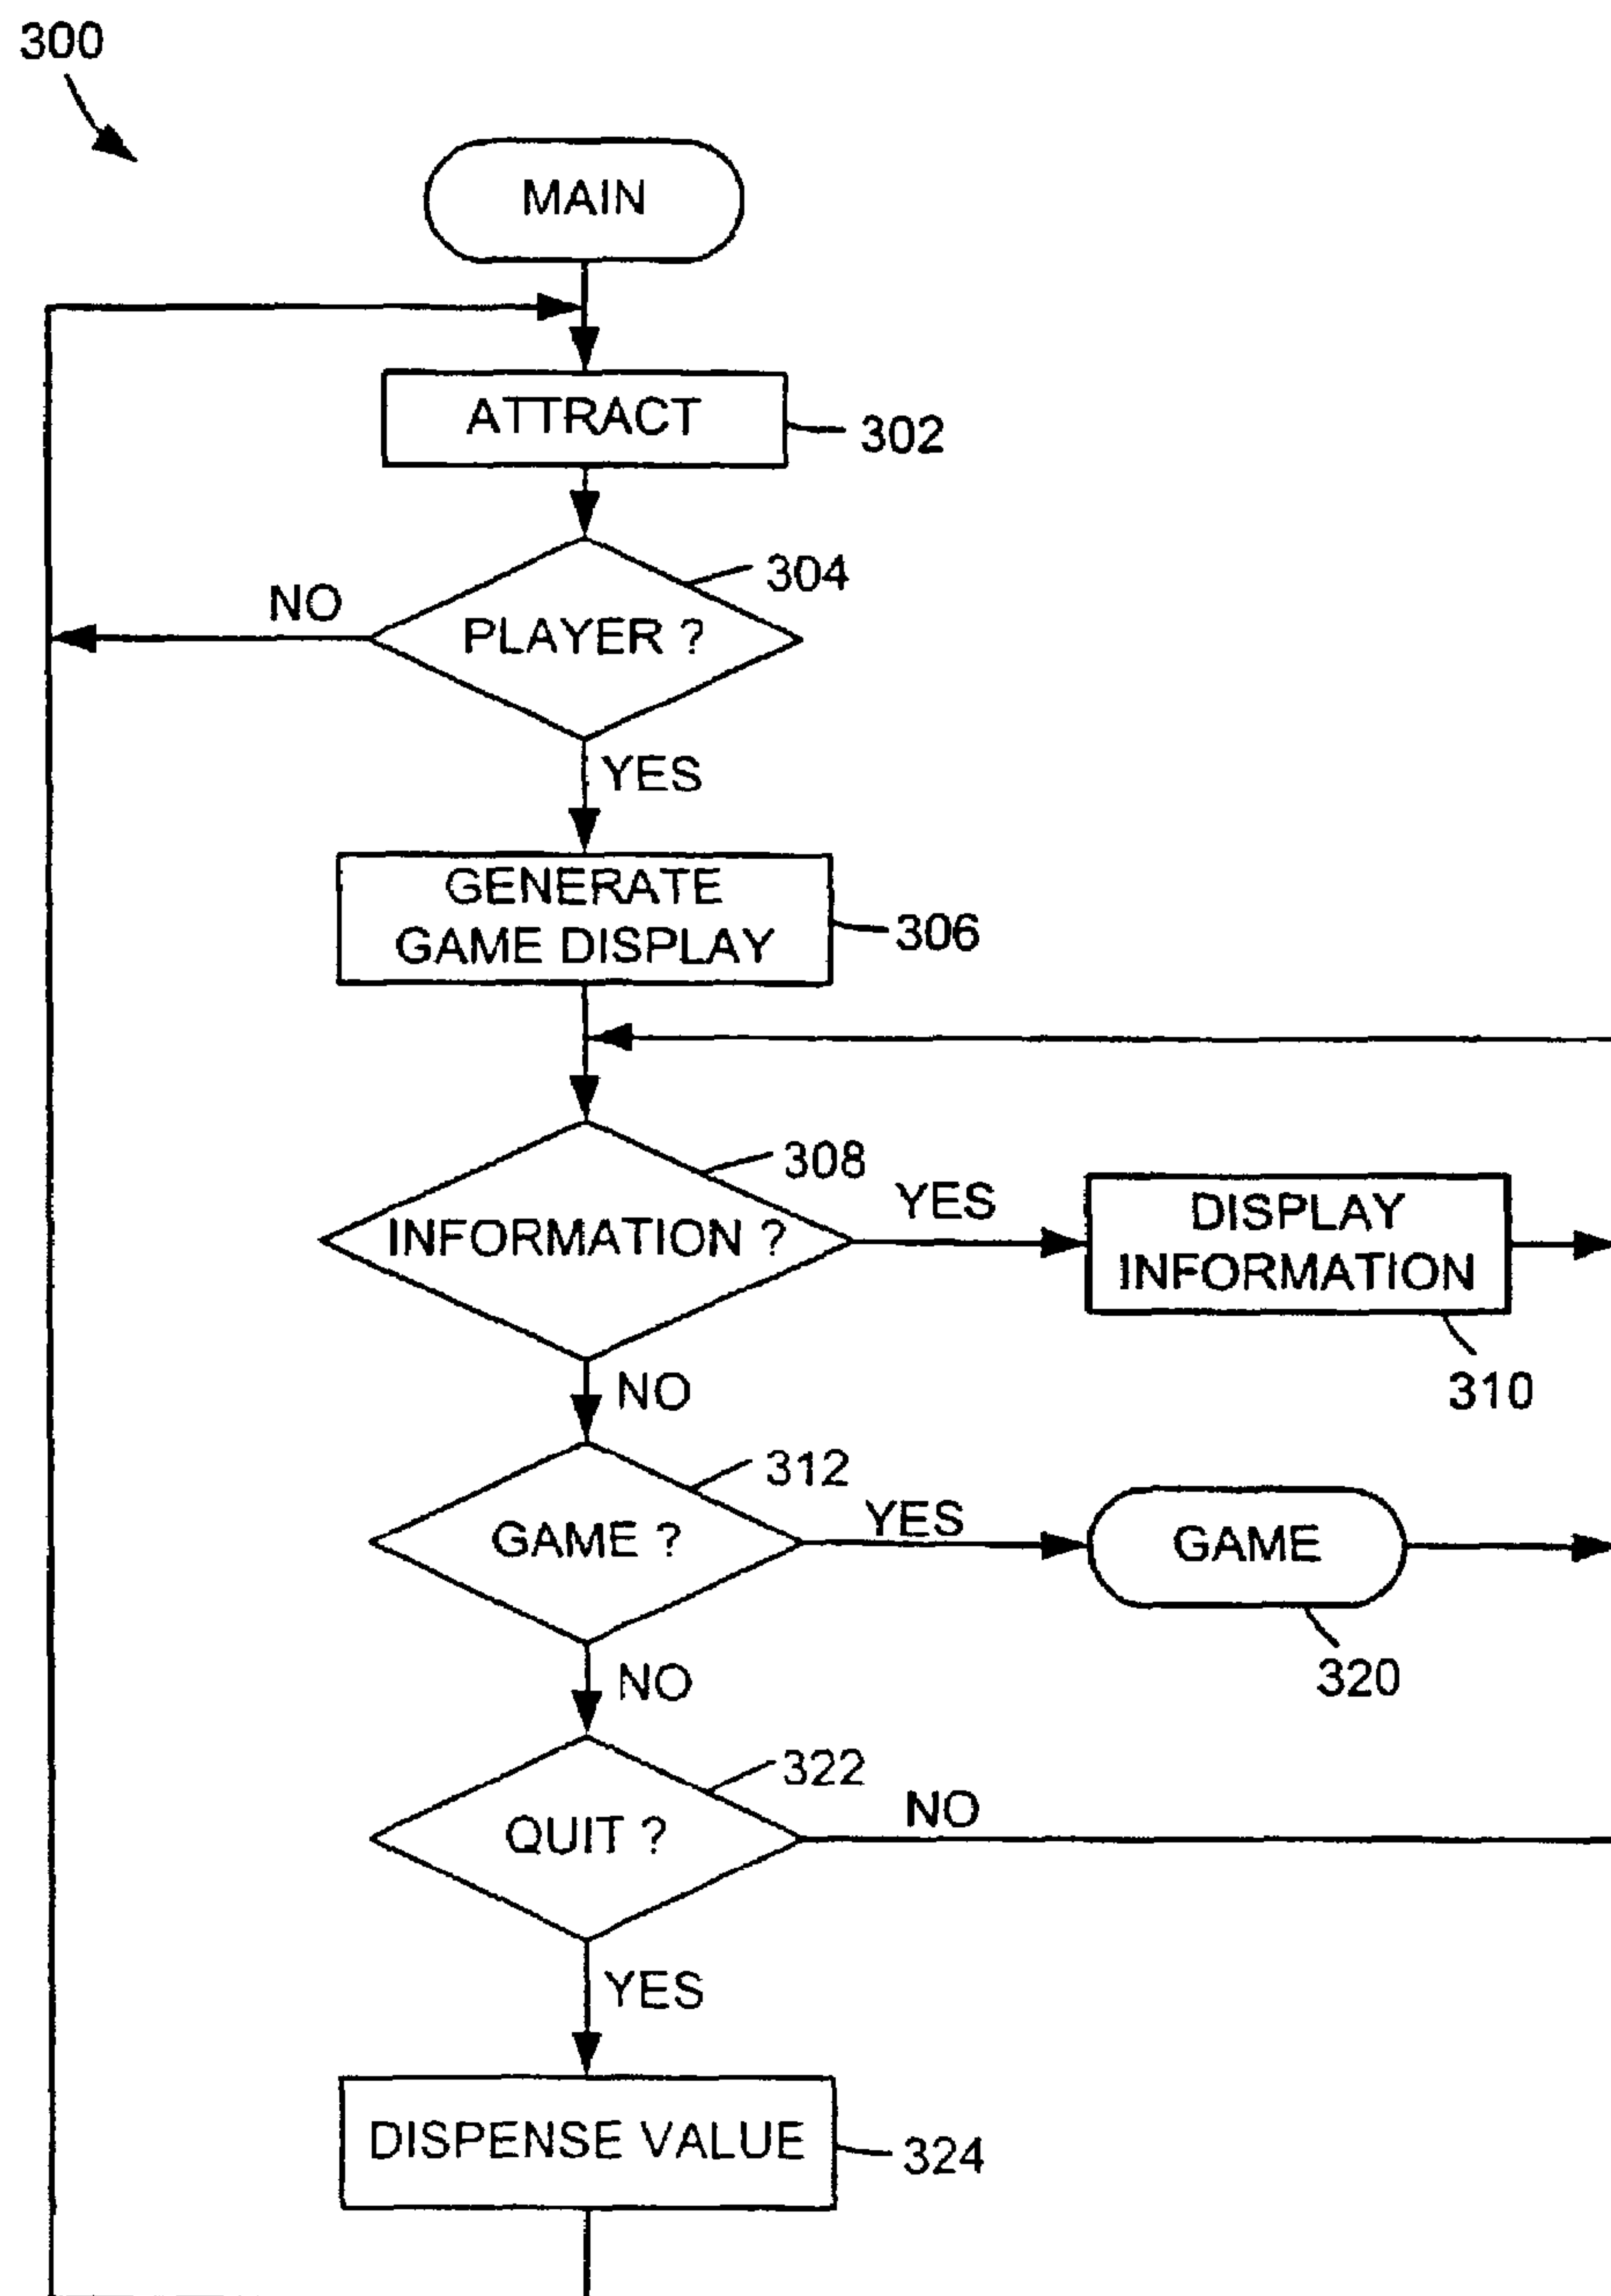 300
MAIN
ATTRACT
302
304
NO
PLAYER ?
YES
GENERATE
GAME DISPLAY
306
308
INFORMATION ?
YES
DISPLAY
INFORMATION
310
NO
312
GAME ?
YES
GAME
320
NO
322
QUIT ?
NO
YES
DISPENSE VALUE
324